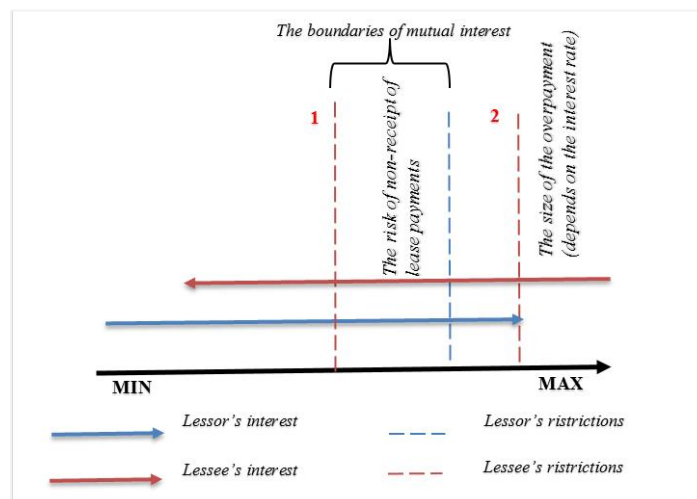 The boundaries of mutual interest
1
The risk of non-receipt of
lease payments
2
The size of the overpayment
(depends on the interest rate)
MIN
MAX
Lessor's interest
Lessor's ristrictions
Lessee's interest
Lessee's ristrictions